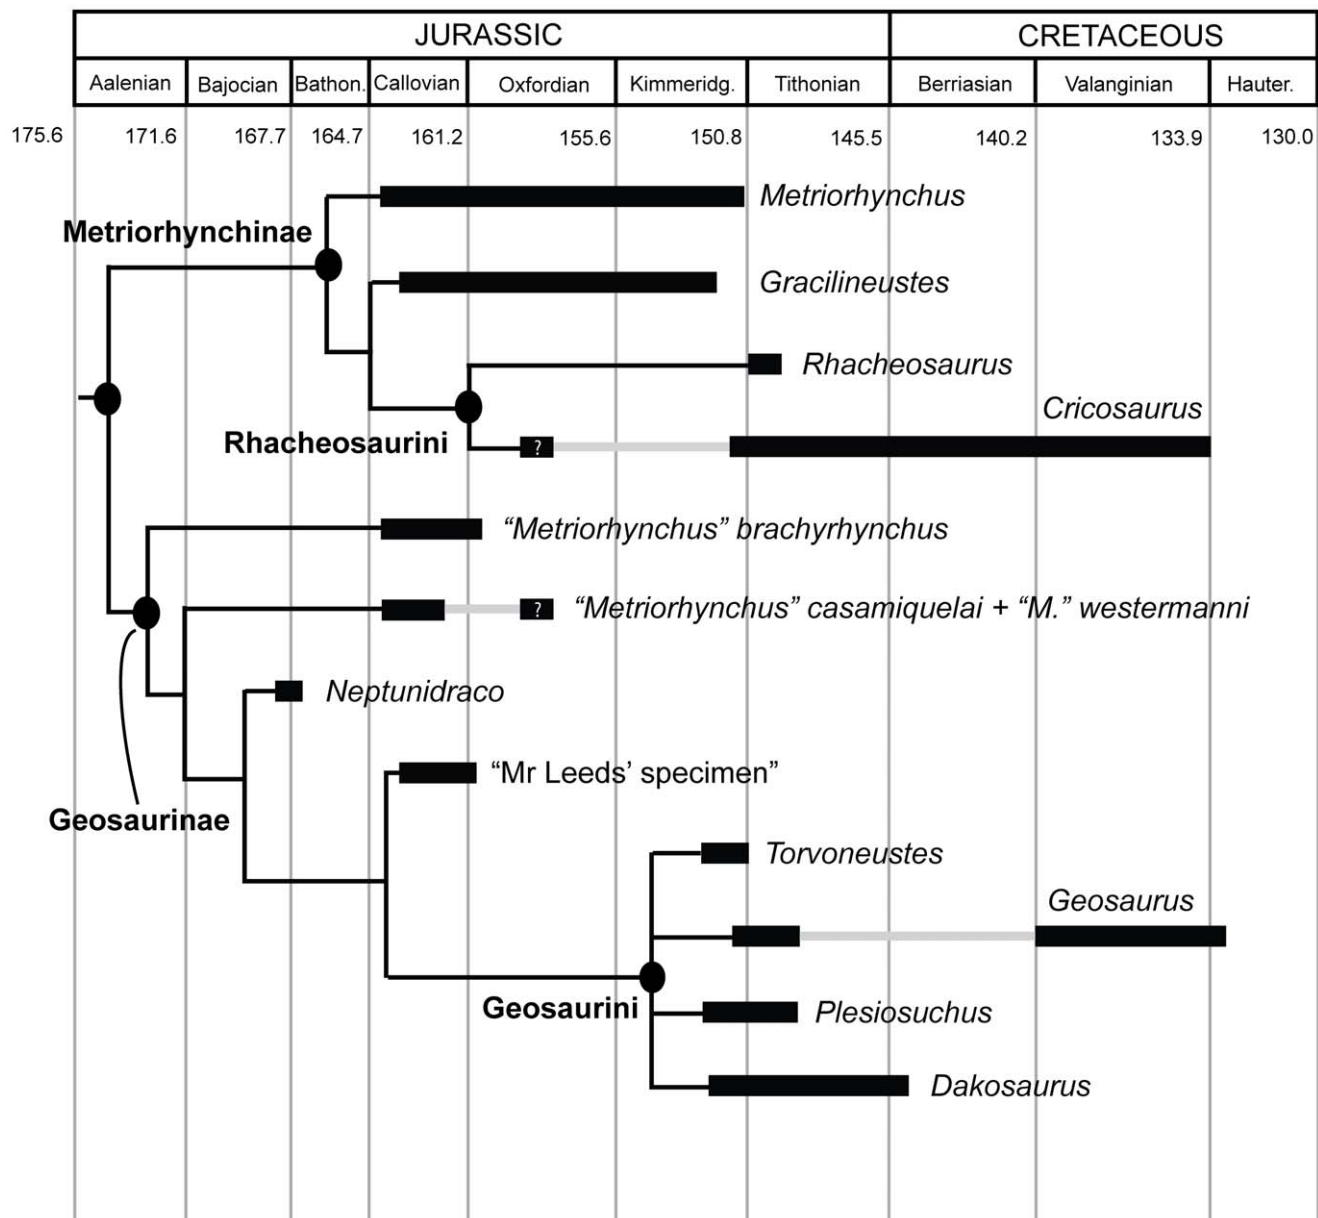 JURASSIC CRETACEOUS
Aalenian Bajocian Bathon. Callovian Oxfordian Kimmeridg. Tithonian Berriasian Valanginian Hauter.
175.6 171.6 167.7 164.7 161.2 155.6 150.8 145.5 140.2 133.9 130.0
Metriorhynchus
Metriorhynchinae
Gracilineustes
Rhacheosaurus
Cricosaurus
Rhacheosaurini
?
“Metriorhynchus” brachyrhynchus
? “Metriorhynchus” casamiquelai + “M.” westermanni
Neptunidraco
“Mr Leeds’ specimen”
Geosaurinae
Torvoneustes
Geosaurus
Geosaurini
Plesiosuchus
Dakosaurus